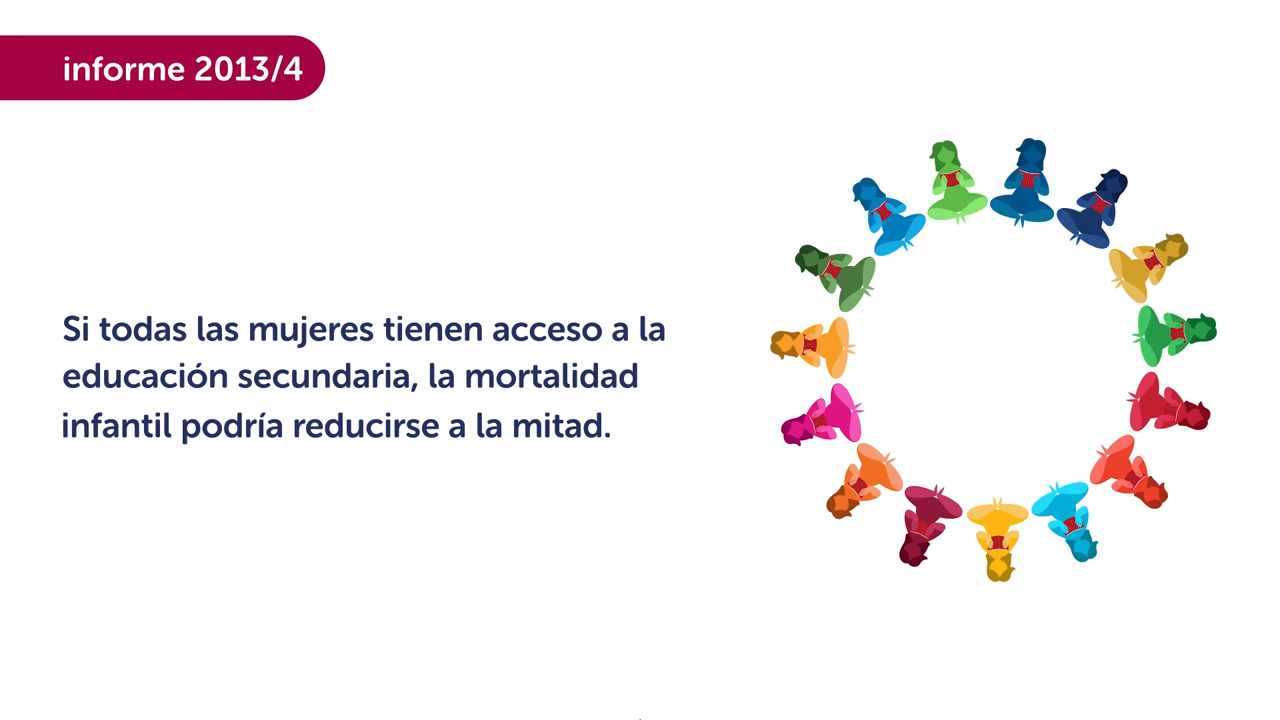 informe 2013/4
Si todas las mujeres tienen acceso a la
educación secundaria, la mortalidad
infantil podría reducirse a la mitad.